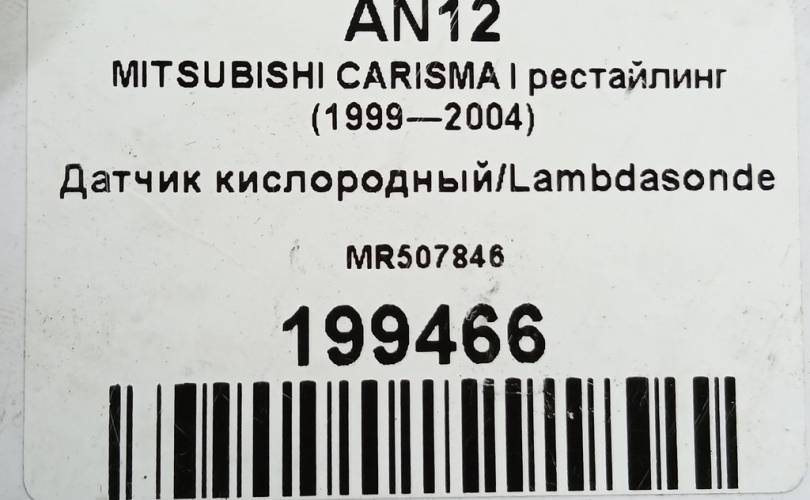 AN12
MITSUBISHI CARISMA I рестайлинг
(1999—2004)
Датчик кислородный/Lambdasonde
MR507846
199466